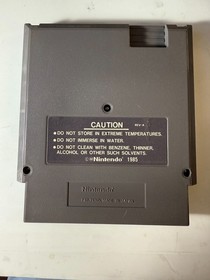 CAUTION
REV-A
● DO NOT STORE IN EXTREME TEMPERATURES.
● DO NOT IMMERSE IN WATER.
● DO NOT CLEAN WITH BENZENE, THINNER,
ALCOHOL OR OTHER SUCH SOLVENTS.
©Nintendo 1985
Nintendo